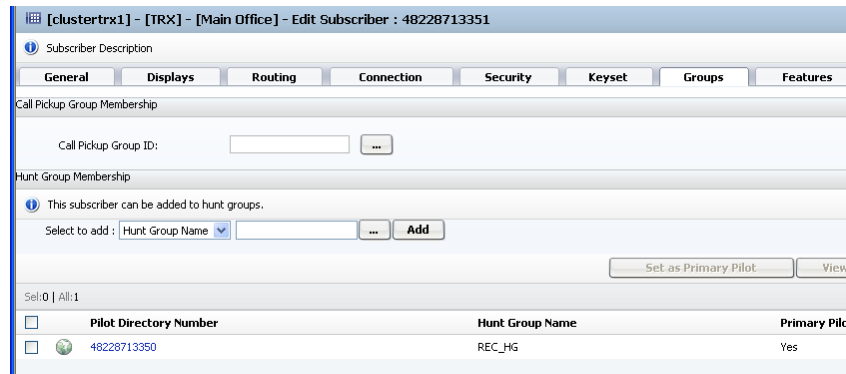 [clustertrx1] - [TRX] - [Main Office] - Edit Subscriber : 48228713351
Subscriber Description
General Displays Routing Connection Security Keyset Groups Features
Call Pickup Group Membership
Call Pickup Group ID: ...
Hunt Group Membership
This subscriber can be added to hunt groups.
Select to add : Hunt Group Name ... Add
Set as Primary Pilot View
Sel:0 | All:1
Pilot Directory Number Hunt Group Name Primary Pilo
48228713350 REC_HG Yes